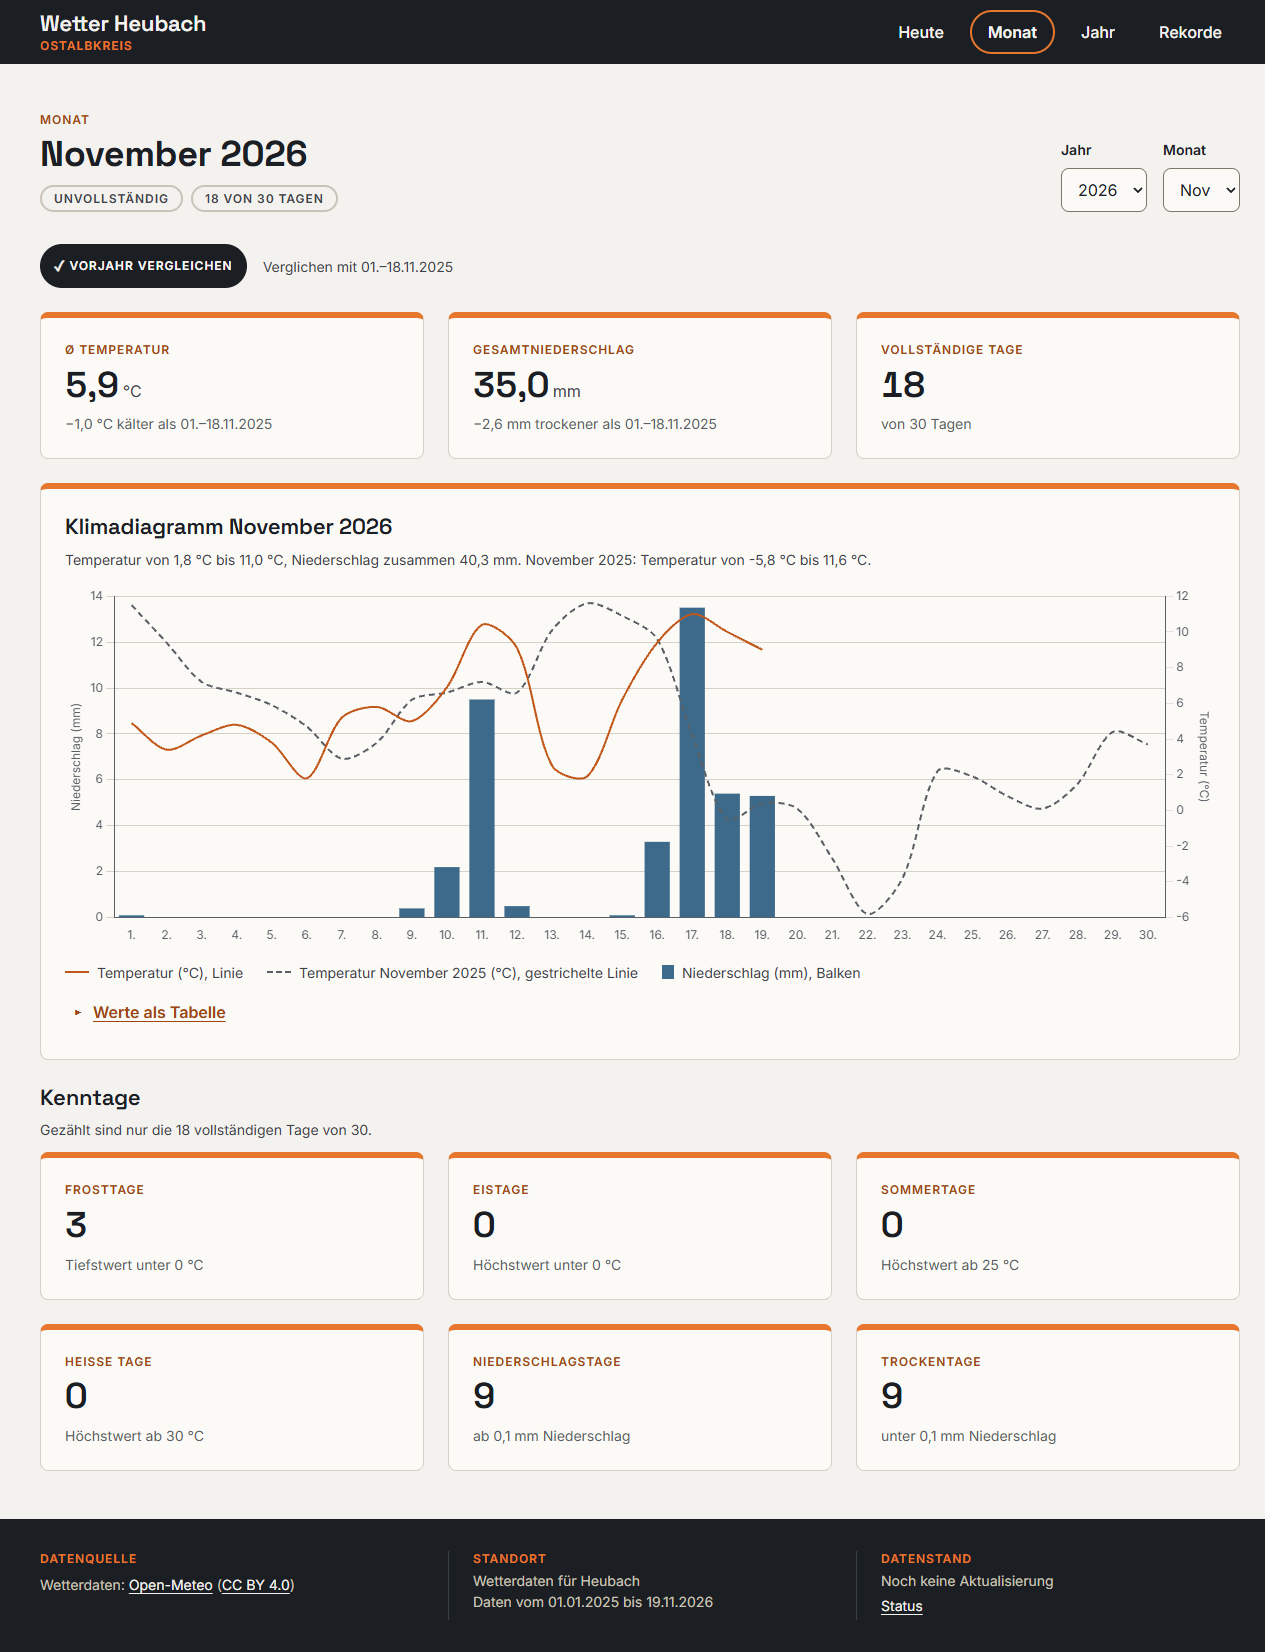 Wetter Heubach
OSTALBKREIS
Heute Monat Jahr Rekorde
MONAT
November 2026
UNVOLLSTÄNDIG 18 VON 30 TAGEN
Jahr Monat
2026 Nov
✓ VORJAHR VERGLEICHEN Verglichen mit 01.–18.11.2025
Ø TEMPERATUR
5,9 °C
−1,0 °C kälter als 01.–18.11.2025
GESAMTNIEDERSCHLAG
35,0 mm
−2,6 mm trockener als 01.–18.11.2025
VOLLSTÄNDIGE TAGE
18
von 30 Tagen
Klimadiagramm November 2026
Temperatur von 1,8 °C bis 11,0 °C, Niederschlag zusammen 40,3 mm. November 2025: Temperatur von -5,8 °C bis 11,6 °C.
Niederschlag (mm)
14
12
10
8
6
4
2
0
12
10
8
6
4
2
0
-2
-4
-6
Temperatur (°C)
1. 2. 3. 4. 5. 6. 7. 8. 9. 10. 11. 12. 13. 14. 15. 16. 17. 18. 19. 20. 21. 22. 23. 24. 25. 26. 27. 28. 29. 30.
Temperatur (°C), Linie Temperatur November 2025 (°C), gestrichelte Linie Niederschlag (mm), Balken
▸ Werte als Tabelle
Kenntage
Gezählt sind nur die 18 vollständigen Tage von 30.
FROSTTAGE
3
Tiefstwert unter 0 °C
EISTAGE
0
Höchstwert unter 0 °C
SOMMERTAGE
0
Höchstwert ab 25 °C
HEISSE TAGE
0
Höchstwert ab 30 °C
NIEDERSCHLAGSTAGE
9
ab 0,1 mm Niederschlag
TROCKENTAGE
9
unter 0,1 mm Niederschlag
DATENQUELLE
Wetterdaten: Open-Meteo (CC BY 4.0)
STANDORT
Wetterdaten für Heubach
Daten vom 01.01.2025 bis 19.11.2026
DATENSTAND
Noch keine Aktualisierung
Status